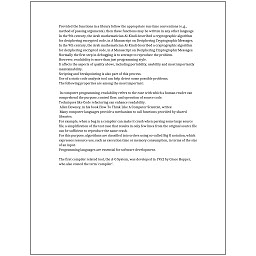 Provided the functions in a library follow the appropriate run-time conventions (e.g.,
method of passing arguments), then these functions may be written in any other language.
In the 9th century, the Arab mathematician Al-Kindi described a cryptographic algorithm
for deciphering encrypted code, in A Manuscript on Deciphering Cryptographic Messages.
In the 9th century, the Arab mathematician Al-Kindi described a cryptographic algorithm
for deciphering encrypted code, in A Manuscript on Deciphering Cryptographic Messages.
Normally the first step in debugging is to attempt to reproduce the problem.
However, readability is more than just programming style.
It affects the aspects of quality above, including portability, usability and most importantly
maintainability.
Scripting and breakpointing is also part of this process.
Use of a static code analysis tool can help detect some possible problems.
The following properties are among the most important:

In computer programming, readability refers to the ease with which a human reader can
comprehend the purpose, control flow, and operation of source code.
Techniques like Code refactoring can enhance readability.
Allen Downey, in his book How To Think Like A Computer Scientist, writes:
Many computer languages provide a mechanism to call functions provided by shared
libraries.
For example, when a bug in a compiler can make it crash when parsing some large source
file, a simplification of the test case that results in only few lines from the original source file
can be sufficient to reproduce the same crash.
For this purpose, algorithms are classified into orders using so-called Big O notation, which
expresses resource use, such as execution time or memory consumption, in terms of the size
of an input.
Programming languages are essential for software development.

The first compiler related tool, the A-0 System, was developed in 1952 by Grace Hopper,
who also coined the term 'compiler'.